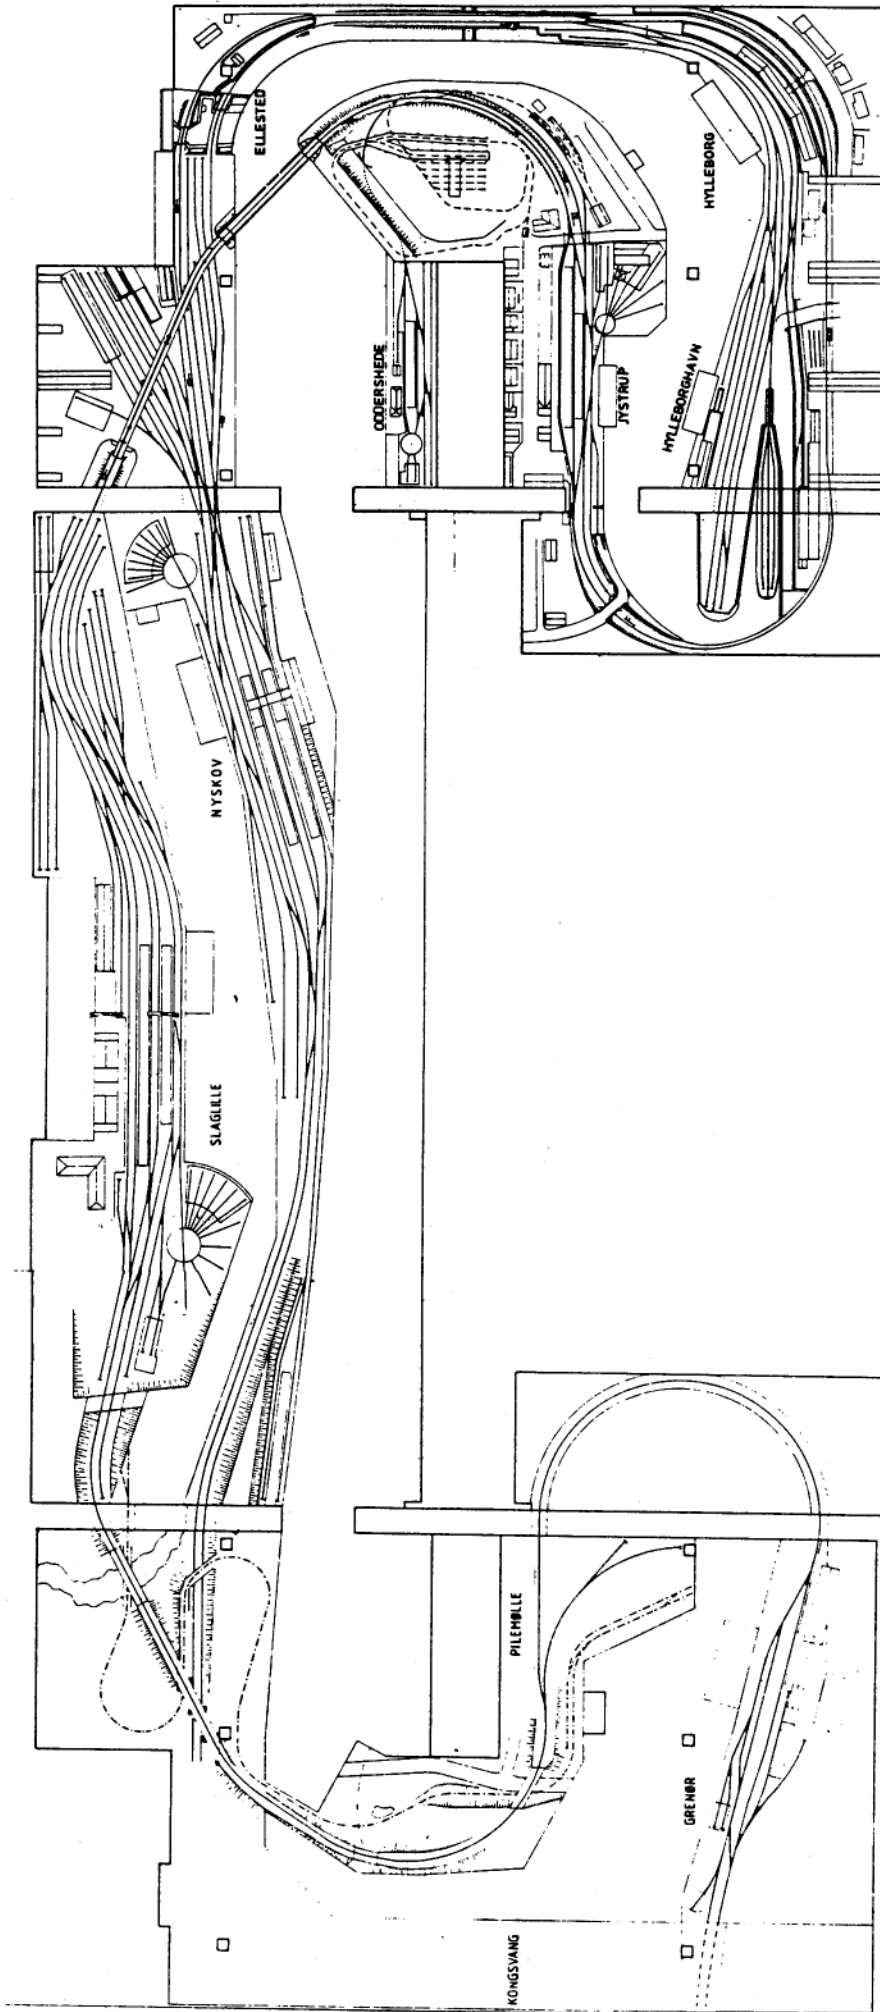 ELLESTED
HYLLEBORG
ODDERSHEDE
JYSTRUP
HYLLEBORGHAVN
NYSKOV
SLAGLILLE
PILEMØLLE
GRENØR
KONGSVANG